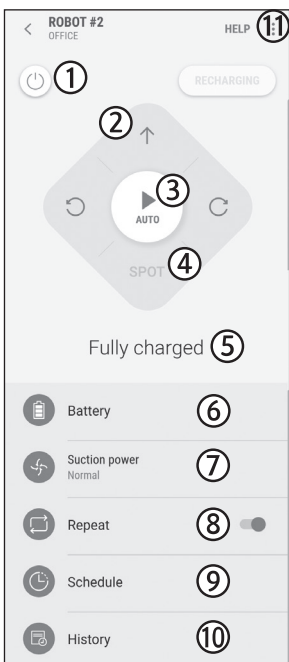 ROBOT #2
OFFICE
HELP ⑪
①
RECHARGING
②
③
AUTO
SPOT ④
Fully charged ⑤
Battery ⑥
Suction power ⑦
Normal
Repeat ⑧
Schedule ⑨
History ⑩